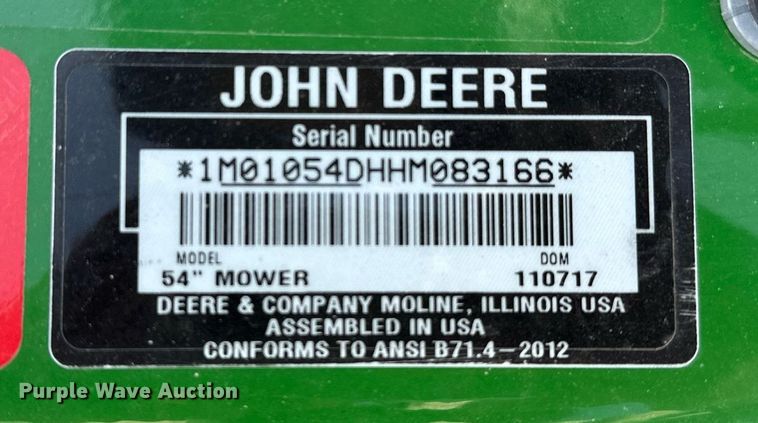 JOHN DEERE
Serial Number
*1M01054DHHM083166*
MODEL DOM
54" MOWER 110717
DEERE & COMPANY MOLINE, ILLINOIS USA
ASSEMBLED IN USA
CONFORMS TO ANSI B71.4-2012
Purple Wave Auction